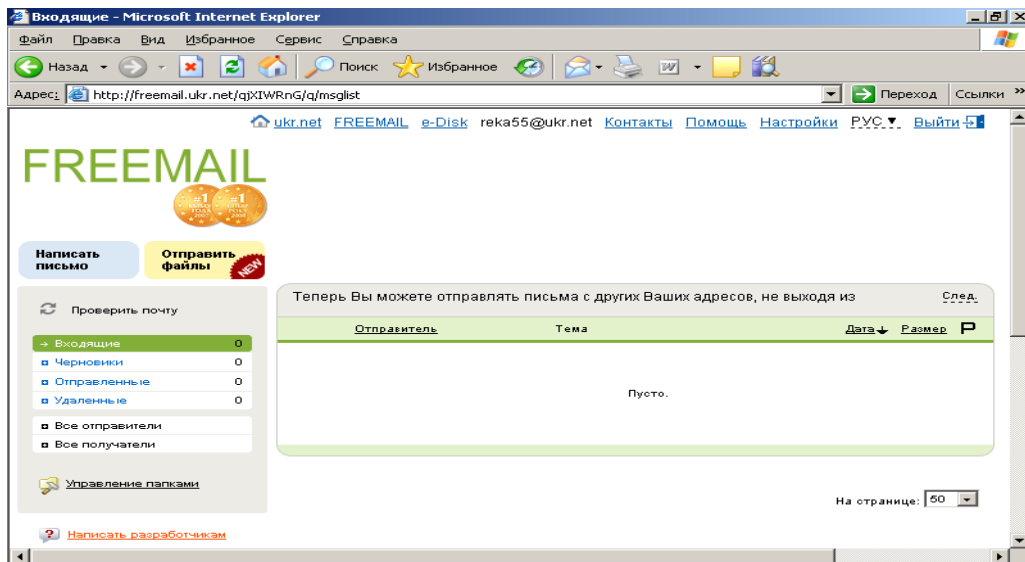 Входящие - Microsoft Internet Explorer
Файл Правка Вид Избранное Сервис Справка
Назад Поиск Избранное
Адрес: http://freemail.ukr.net/qjXIWRnG/q/msglist Переход Ссылки »
ukr.net FREEMAIL e-Disk reka55@ukr.net Контакты Помощь Настройки РУС ▼ Выйти
FREEMAIL
#1 #1
2007
Написать письмо
Отправить файлы NEW
Проверить почту
Теперь Вы можете отправлять письма с других Ваших адресов, не выходя из След.
Отправитель Тема Дата Размер
→ Входящие 0
Черновики 0
Отправленные 0
Удаленные 0
Пусто.
Все отправители
Все получатели
Управление папками
На странице: 50
Написать разработчикам